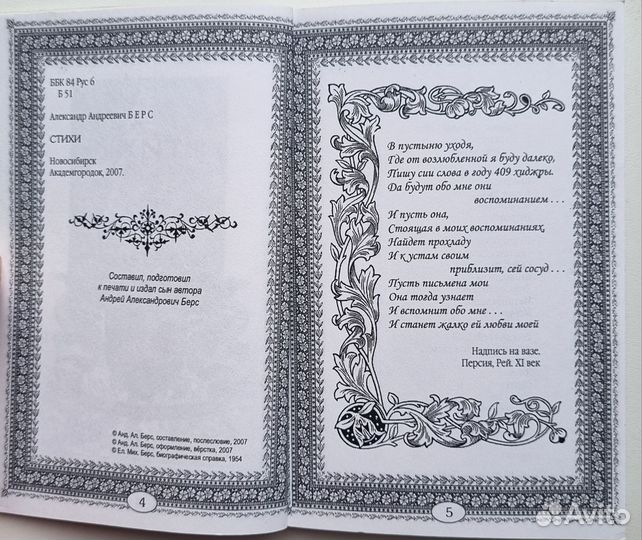 ББК 84 Рус 6
Б 51
Александр Андреевич Б Е Р С
СТИХИ
Новосибирск
Академгородок, 2007.
Составил, подготовил
к печати и издал сын автора
Андрей Александрович Берс
© Анд. Ал. Берс, составление, послесловие, 2007
© Анд. Ал. Берс, оформление, вёрстка, 2007
© Ел. Мих. Берс, биографическая справка, 1954
4
В пустыню уходя,
Где от возлюбленной я буду далеко,
Пишу сии слова в году 409 хиджры.
Да будут обо мне они
воспоминанием . . .
И пусть она,
Стоящая в моих воспоминаниях,
Найдет прохладу
И к устам своим
приблизит, сей сосуд . . .
Пусть письмена мои
Она тогда узнает
И вспомнит обо мне . . .
И станет жалко ей любви моей
Надпись на вазе.
Персия, Рей. XI век
5
Avito